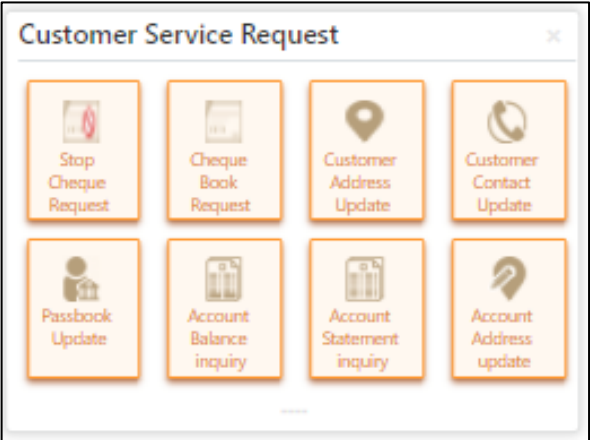 Customer Service Request
×
Stop
Cheque
Request
Cheque
Book
Request
Customer
Address
Update
Customer
Contact
Update
Passbook
Update
Account
Balance
inquiry
Account
Statement
inquiry
Account
Address
update